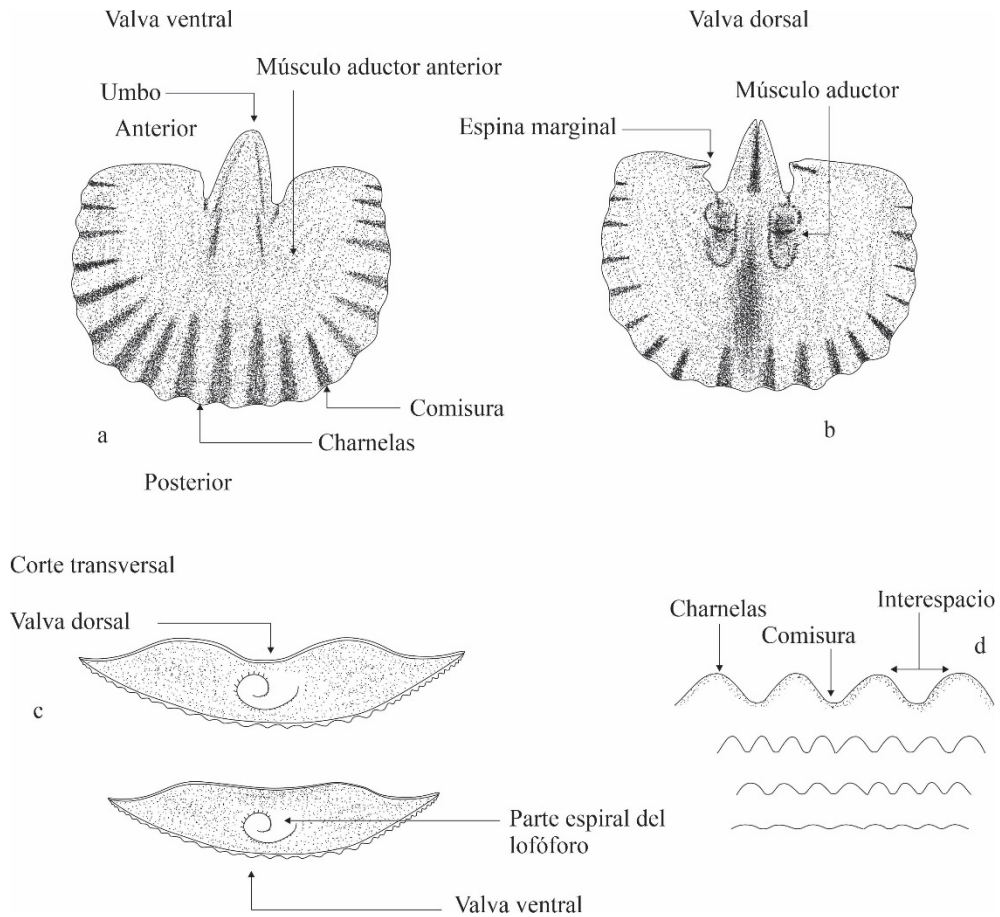 Valva ventral
Valva dorsal
Músculo aductor anterior
Umbo
Anterior
Músculo aductor
Espina marginal
Comisura
Charnelas
a
b
Posterior
Corte transversal
Valva dorsal
c
Charnelas
Comisura
Interespacio
d
Parte espiral del
lofóforo
Valva ventral